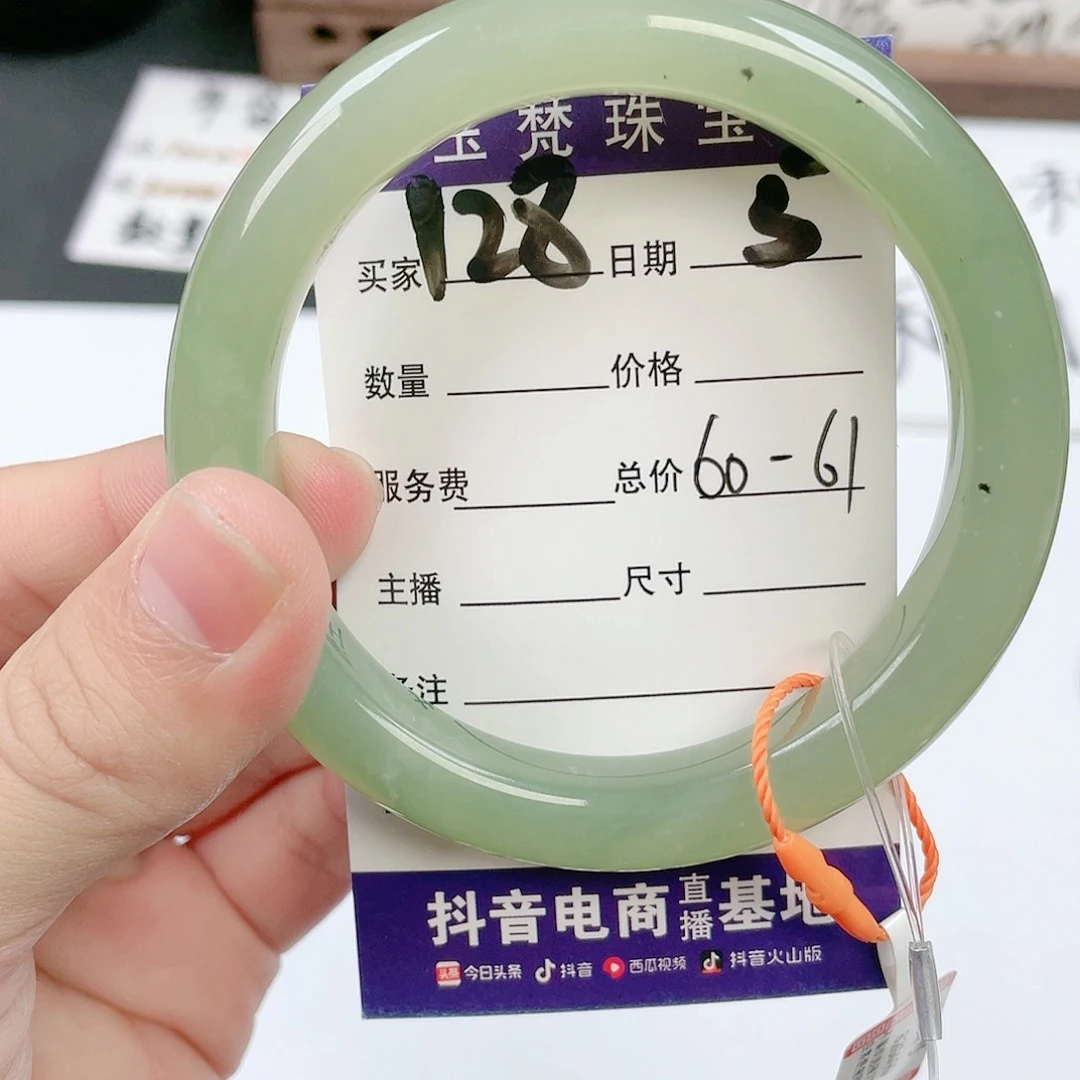 梵珠宝
买家 128 日期 5
数量 价格
服务费 总价 60-61
主播 尺寸
注
抖音电商直播基地
今日头条 抖音 西瓜视频 抖音火山版